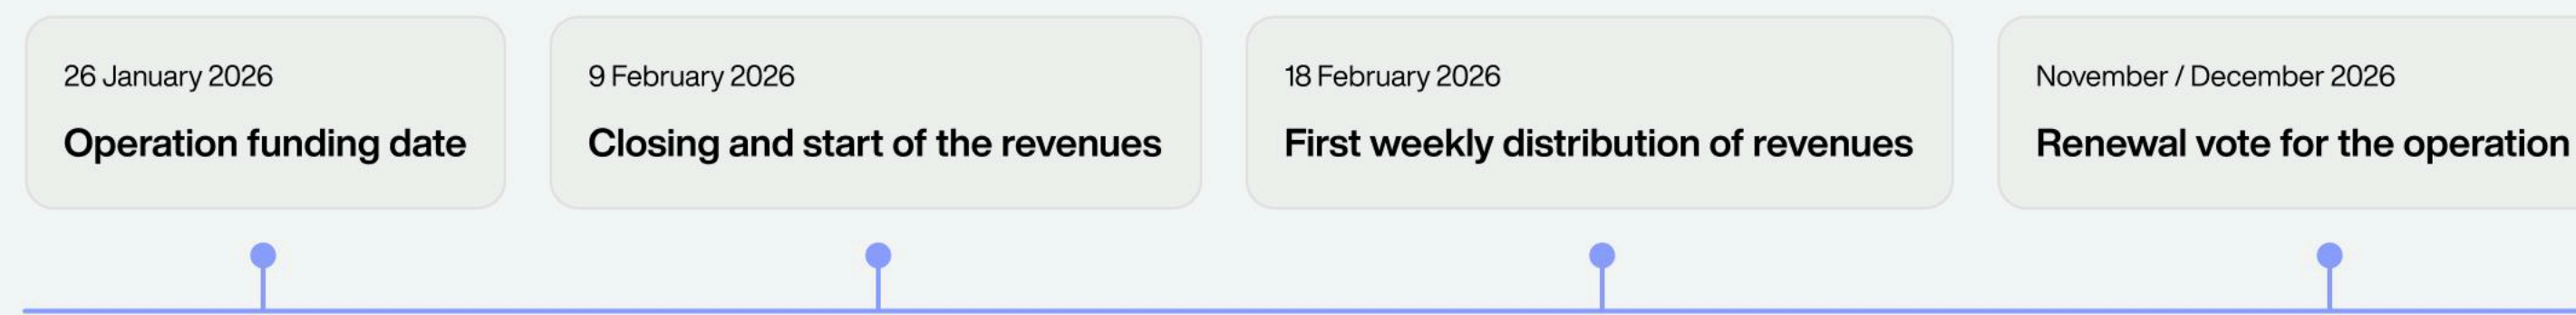 26 January 2026
Operation funding date
9 February 2026
Closing and start of the revenues
18 February 2026
First weekly distribution of revenues
November / December 2026
Renewal vote for the operation